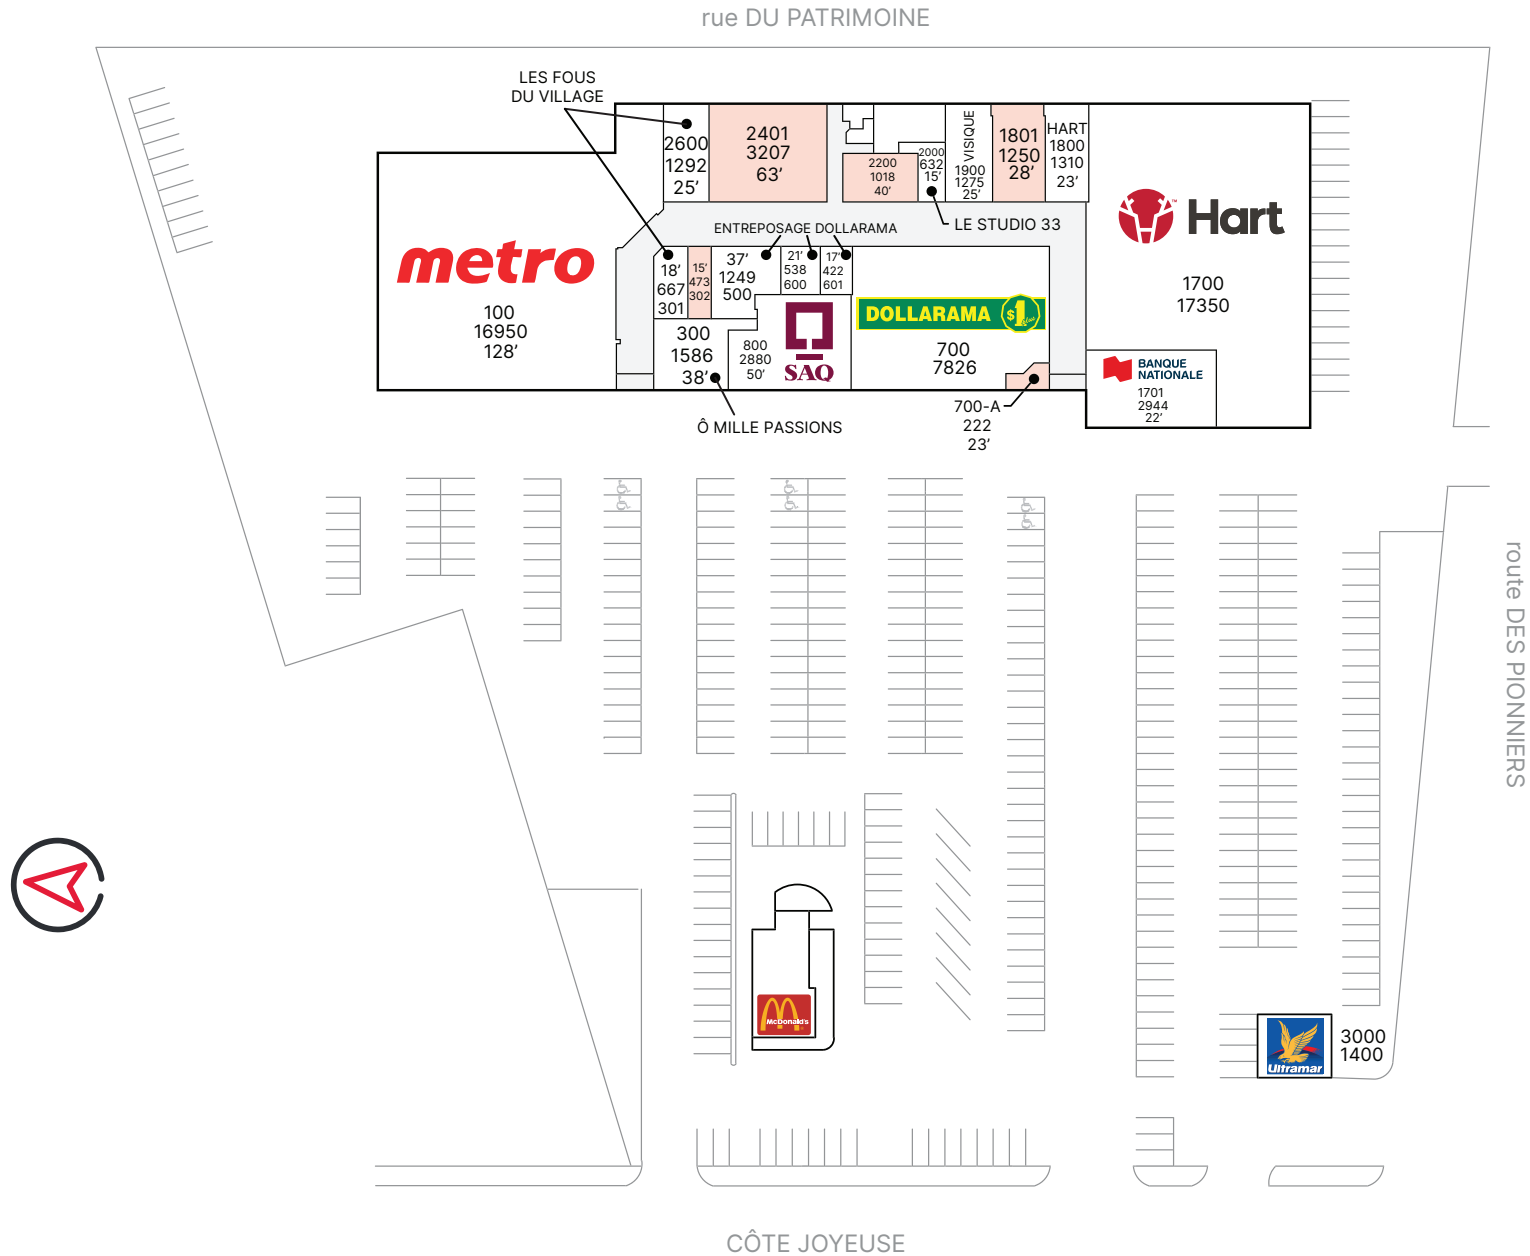 rue DU PATRIMOINE
LES FOUS
DU VILLAGE
2600
1292
25’
2401
3207
63’
2200
1018
40’
2000
632
15’
VISIQUE
1900
1275
25’
1801
1250
28’
HART
1800
1310
23’
LE STUDIO 33
Hart
1700
17350
metro
100
16950
128’
ENTREPOSAGE DOLLARAMA
18’
667
301
15’
473
302
37’
1249
500
21’
538
600
17’
422
601
300
1586
38’
800
2880
50’
SAQ
DOLLARAMA $1 plus
700
7826
BANQUE
NATIONALE
1701
2944
22’
700-A
222
23’
Ô MILLE PASSIONS
route DES PIONNIERS
McDonald's
Ultramar
3000
1400
CÔTE JOYEUSE